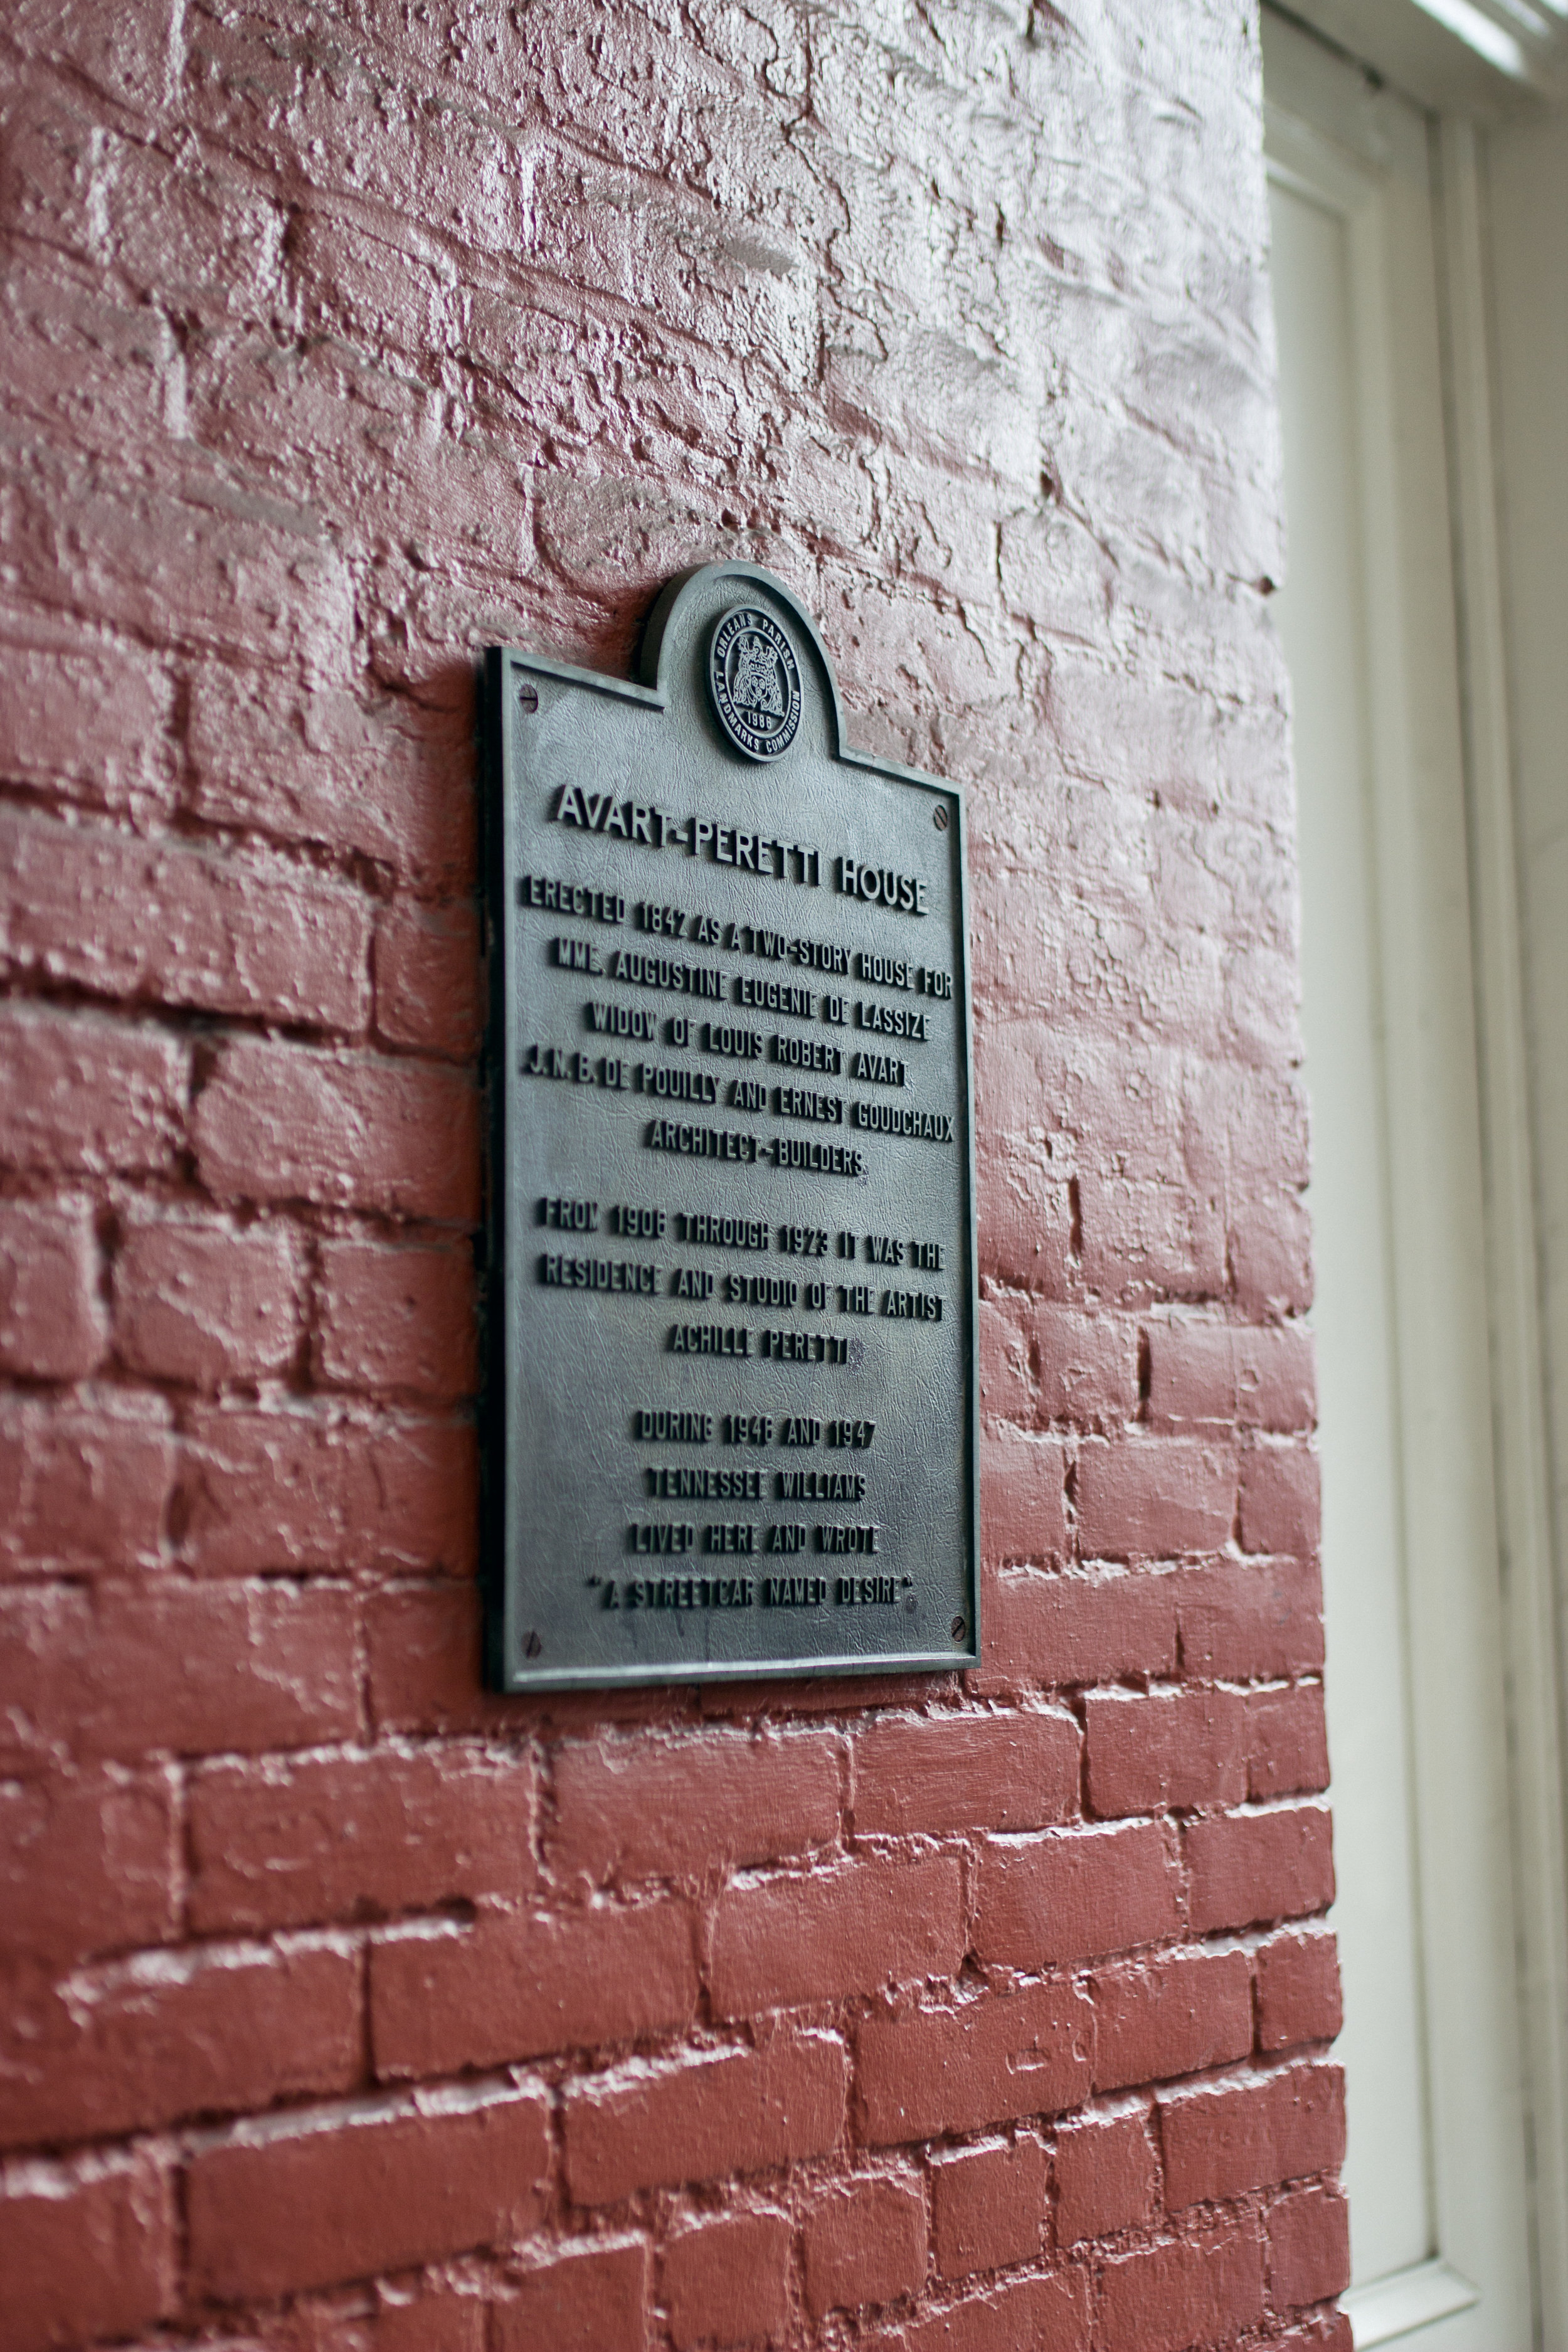 ORLEANS PARISH
LANDMARKS COMMISSION
1986
AVART-PERETTI HOUSE
ERECTED 1842 AS A TWO-STORY HOUSE FOR
MME. AUGUSTINE EUGENIE DE LASSIZE
WIDOW OF LOUIS ROBERT AVART
J.N.B. DE POUILLY AND ERNEST GOUDCHAUX
ARCHITECT-BUILDERS
FROM 1906 THROUGH 1923 IT WAS THE
RESIDENCE AND STUDIO OF THE ARTIST
ACHILLE PERETTI
DURING 1946 AND 1947
TENNESSEE WILLIAMS
LIVED HERE AND WROTE
"A STREETCAR NAMED DESIRE"